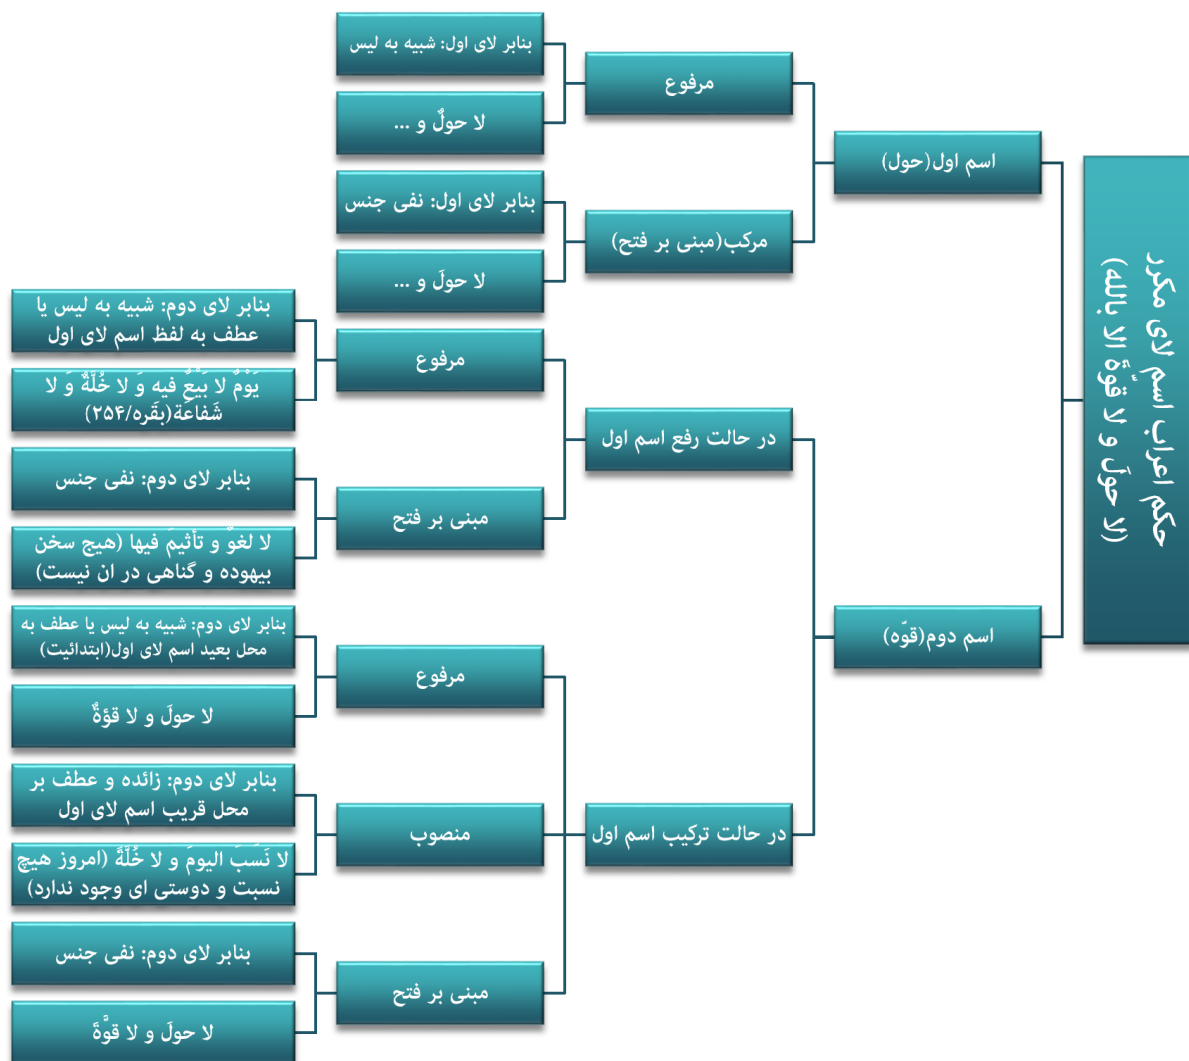 حکم اعراب اسم لای مکرر
(لا حولَ و لا قوّةَ الا بالله)
اسم اول(حول)
مرفوع
بنابر لای اول: شبیه به لیس
لا حولٌ و ...
مرکب(مبنی بر فتح)
بنابر لای اول: نفی جنس
لا حولَ و ...
اسم دوم(قوّه)
در حالت رفع اسم اول
مرفوع
بنابر لای دوم: شبیه به لیس یا
عطف به لفظ اسم لای اول
يَوْمٌ لا بَيْعٌ فيه وَ لا خُلَّةٌ وَ لا
شَفاعَة(بقَره/۲۵۴)
مبنی بر فتح
بنابر لای دوم: نفی جنس
لا لغوٌ و تأثیمَ فیها (هیچ سخن
بیهوده و گناهی در ان نیست)
در حالت ترکیب اسم اول
مرفوع
بنابر لای دوم: شبیه به لیس یا عطف به
محل بعید اسم لای اول(ابتدائیت)
لا حولَ و لا قؤةٌ
منصوب
بنابر لای دوم: زائده و عطف بر
محل قریب اسم لای اول
لا نَسَبَ الیومَ و لا خُلَّةً (امروز هیچ
نسبت و دوستی ای وجود ندارد)
مبنی بر فتح
بنابر لای دوم: نفی جنس
لا حولَ و لا قوَّةَ